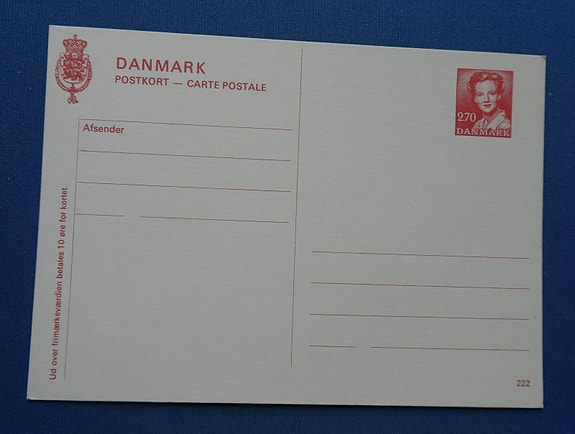 DANMARK
POSTKORT — CARTE POSTALE
Afsender
Ud over frimærkeværdien betales 10 øre for kortet.
2.70
DANMARK
222